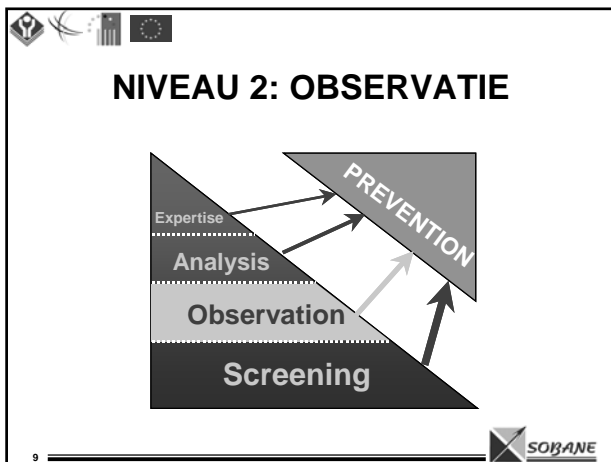 NIVEAU 2: OBSERVATIE
PREVENTION
Expertise
Analysis
Observation
Screening
9
SOBANE